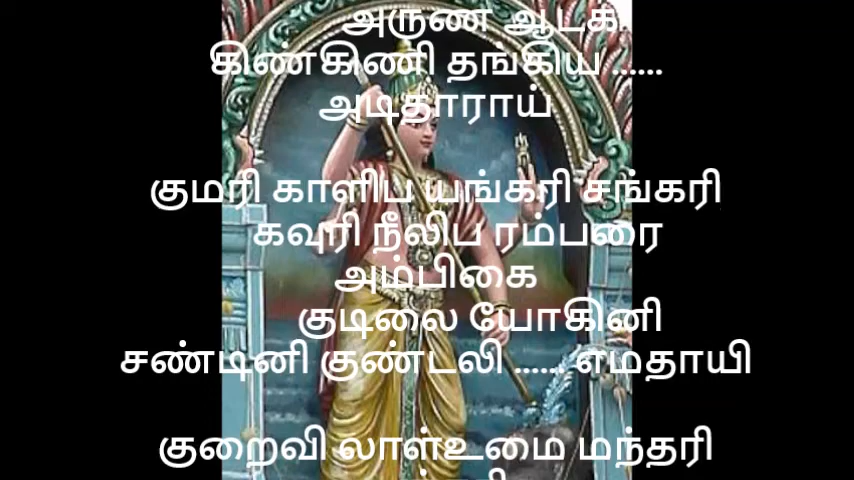 அருண ஆடக
கிண்கிணி தங்கிய ......
அடிதாராய்
குமரி காளிப யங்கரி சங்கரி
கவுரி நீலிப ரம்பரை
அம்பிகை
குடிலை யோகினி
சண்டினி குண்டலி ...... எமதாயி
குறைவி லாள்உமை மந்தரி